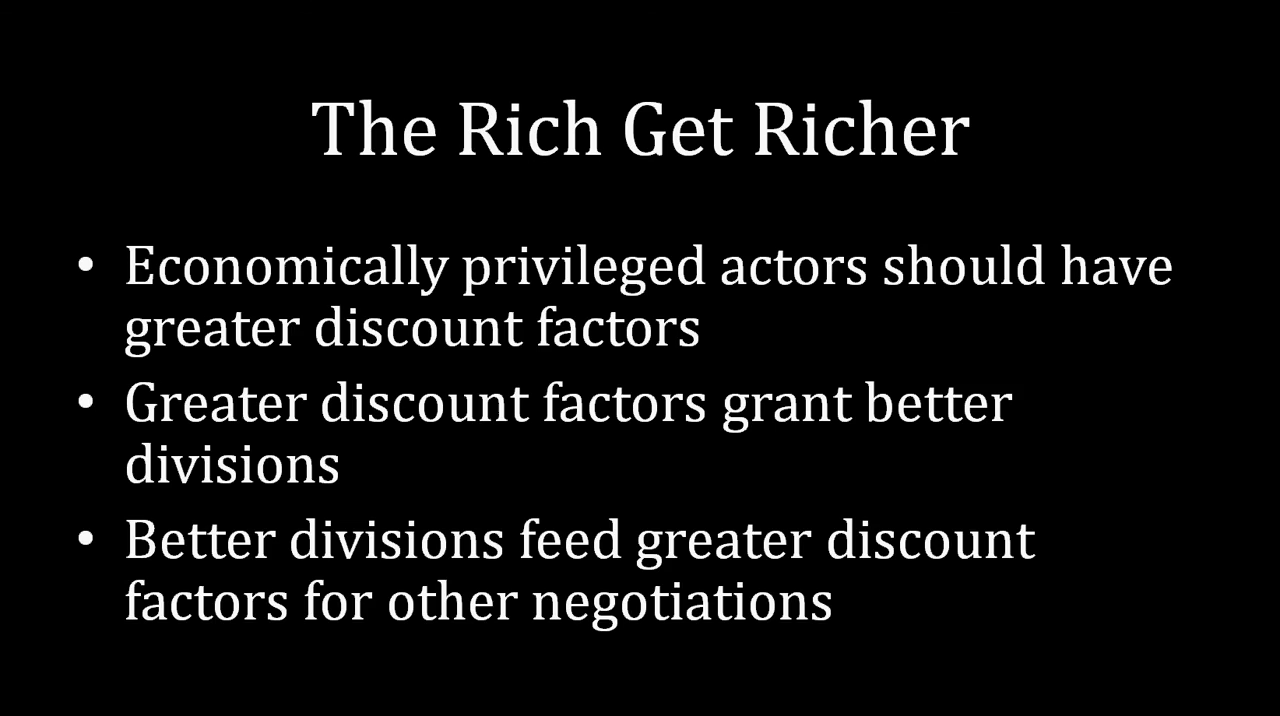 The Rich Get Richer
• Economically privileged actors should have
greater discount factors
• Greater discount factors grant better
divisions
• Better divisions feed greater discount
factors for other negotiations